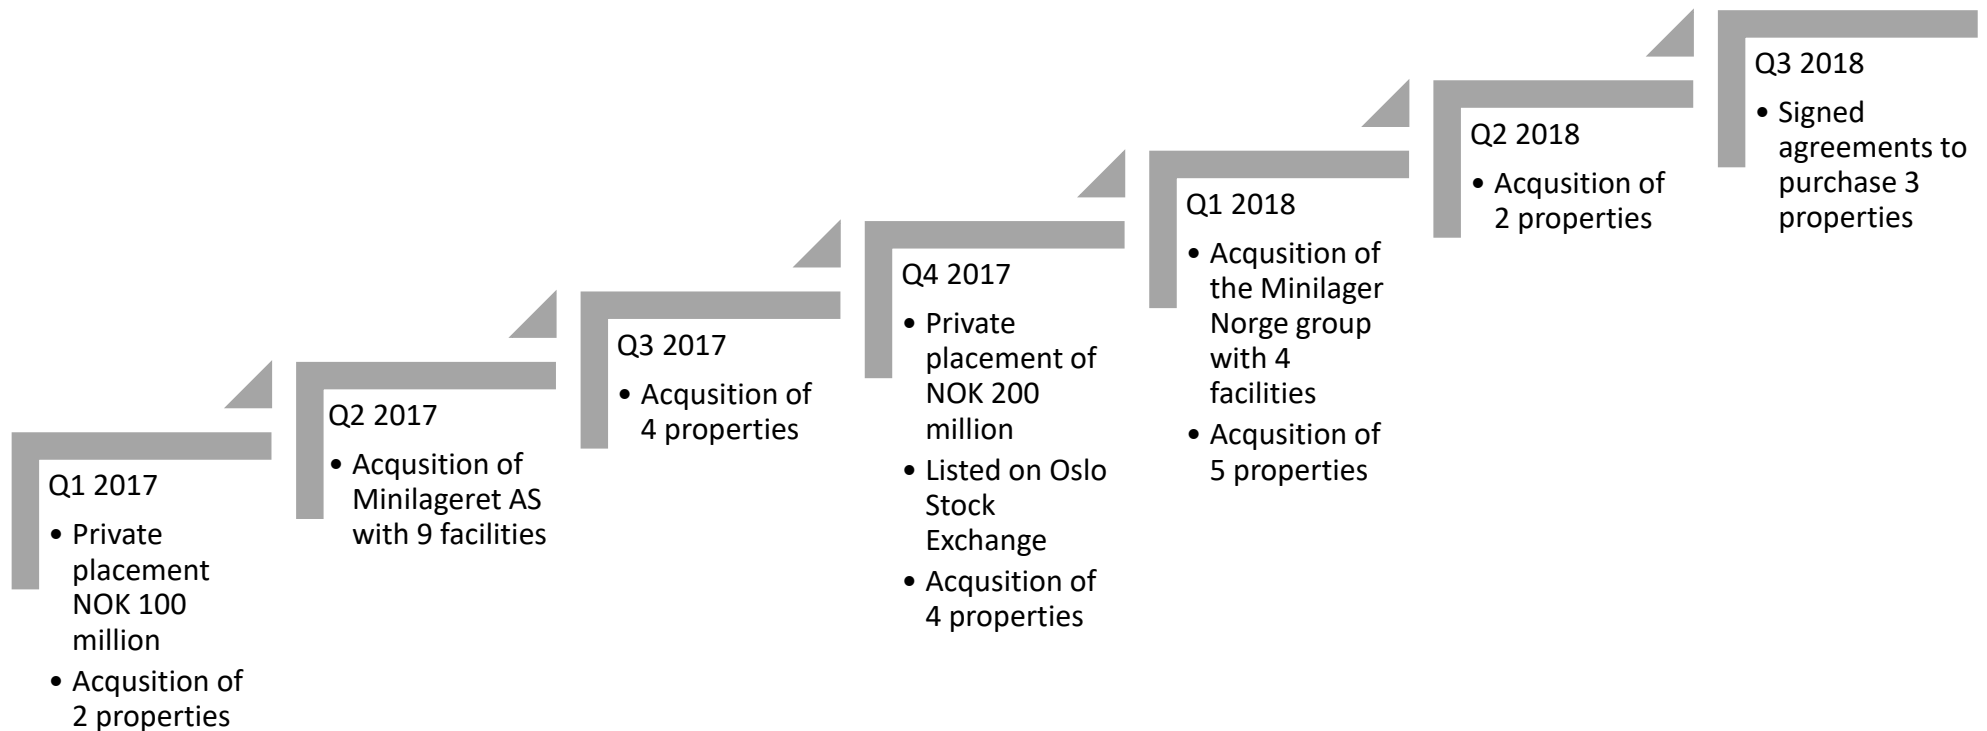 Q1 2017
• Private
placement
NOK 100
million
• Acqusition of
2 properties
Q2 2017
• Acqusition of
Minilageret AS
with 9 facilities
Q3 2017
• Acqusition of
4 properties
Q4 2017
• Private
placement of
NOK 200
million
• Listed on Oslo
Stock
Exchange
• Acqusition of
4 properties
Q1 2018
• Acqusition of
the Minilager
Norge group
with 4
facilities
• Acqusition of
5 properties
Q2 2018
• Acqusition of
2 properties
Q3 2018
• Signed
agreements to
purchase 3
properties